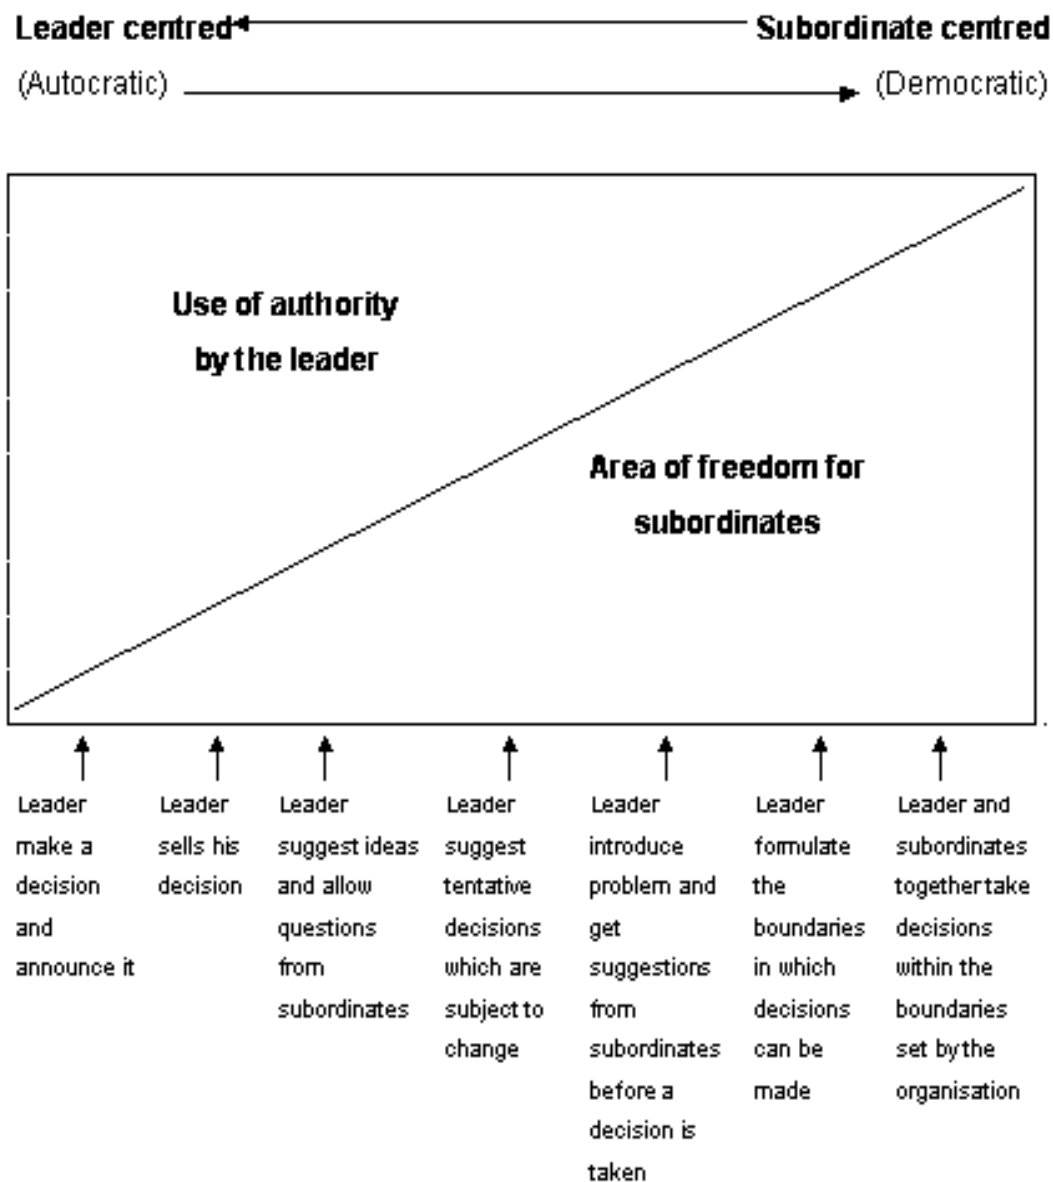 Leader centred
Subordinate centred
(Autocratic)
(Democratic)
Use of authority
by the leader
Area of freedom for
subordinates
Leader
make a
decision
and
announce it
Leader
sells his
decision
Leader
suggest ideas
and allow
questions
from
subordinates
Leader
suggest
tentative
decisions
which are
subject to
change
Leader
introduce
problem and
get
suggestions
from
subordinates
before a
decision is
taken
Leader
formulate
the
boundaries
in which
decisions
can be
made
Leader and
subordinates
together take
decisions
within the
boundaries
set by the
organisation